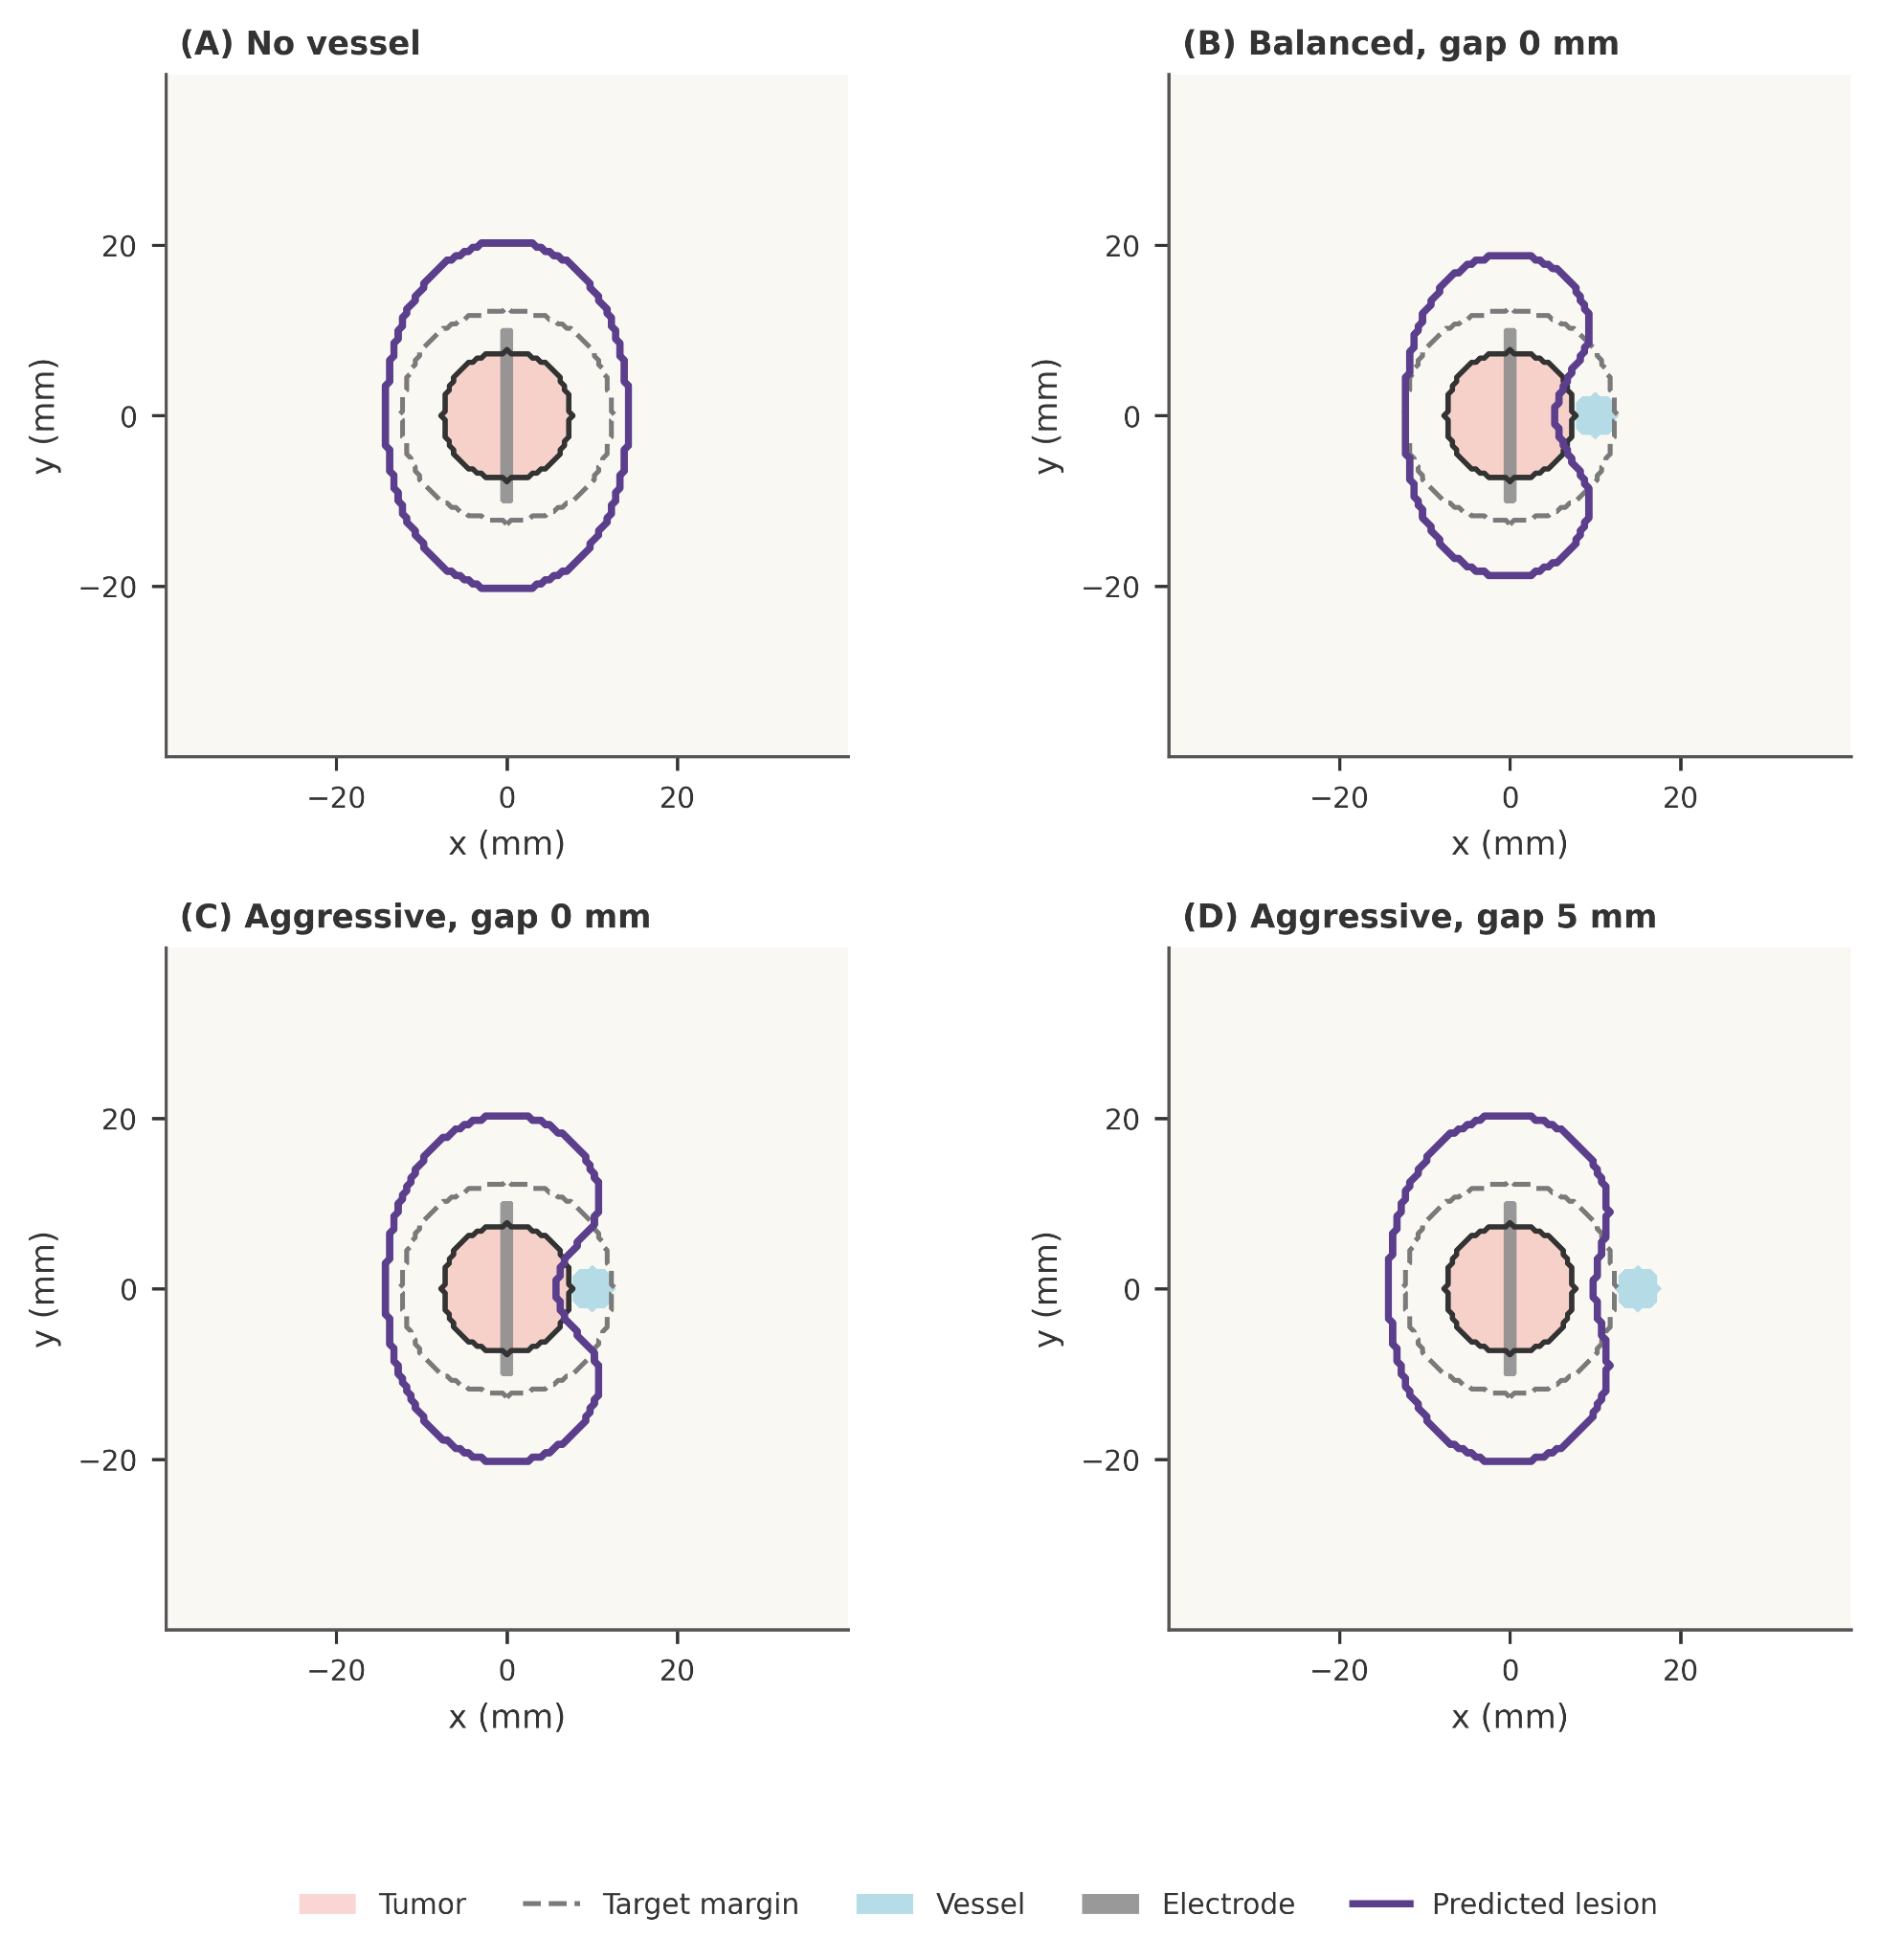 (A) No vessel
20
0
−20
y (mm)
−20 0 20
x (mm)
(B) Balanced, gap 0 mm
20
0
−20
y (mm)
−20 0 20
x (mm)
(C) Aggressive, gap 0 mm
20
0
−20
y (mm)
−20 0 20
x (mm)
(D) Aggressive, gap 5 mm
20
0
−20
y (mm)
−20 0 20
x (mm)
Tumor Target margin Vessel Electrode Predicted lesion